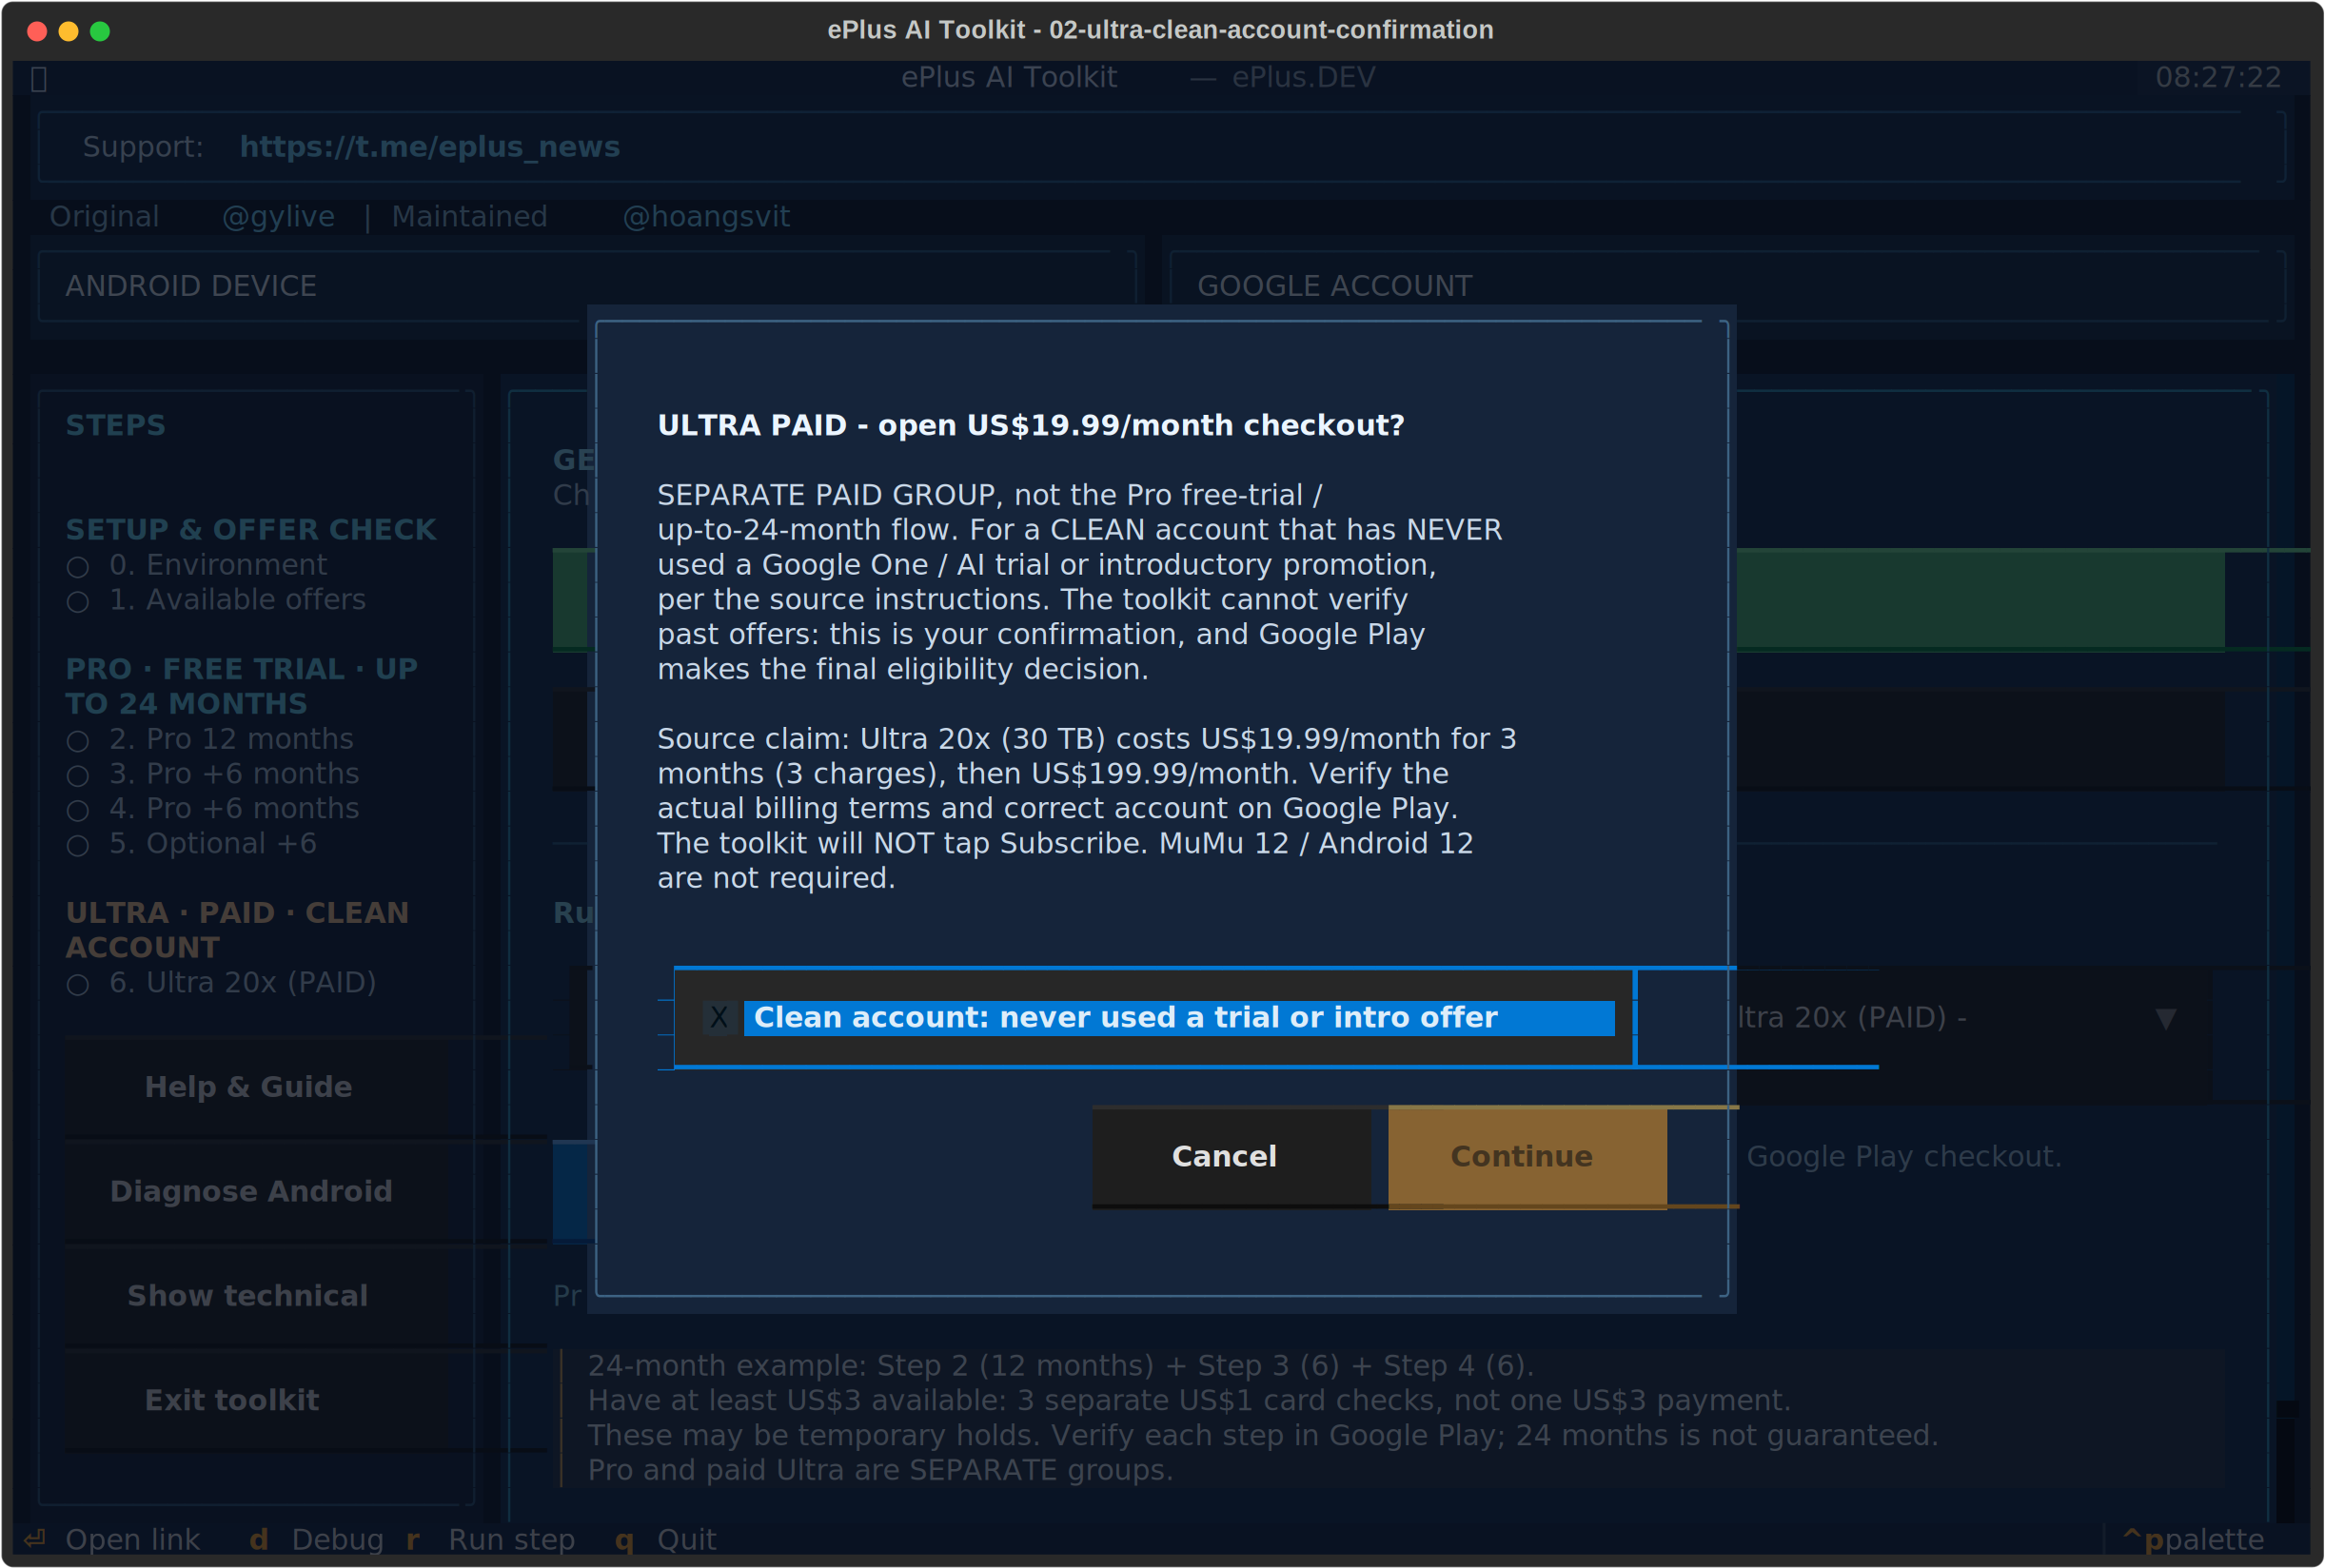 ePlus AI Toolkit - 02-ultra-clean-account-confirmation
ePlus AI Toolkit — ePlus.DEV
08:27:22
Support: https://t.me/eplus_news
Original @gylive | Maintained @hoangsvit
ANDROID DEVICE
GOOGLE ACCOUNT
STEPS
SETUP & OFFER CHECK
○ 0. Environment
○ 1. Available offers
PRO · FREE TRIAL · UP
TO 24 MONTHS
○ 2. Pro 12 months
○ 3. Pro +6 months
○ 4. Pro +6 months
○ 5. Optional +6
ULTRA · PAID · CLEAN
ACCOUNT
○ 6. Ultra 20x (PAID)
Help & Guide
Diagnose Android
Show technical
Exit toolkit
ULTRA PAID - open US$19.99/month checkout?
SEPARATE PAID GROUP, not the Pro free-trial /
up-to-24-month flow. For a CLEAN account that has NEVER
used a Google One / AI trial or introductory promotion,
per the source instructions. The toolkit cannot verify
past offers: this is your confirmation, and Google Play
makes the final eligibility decision.
Source claim: Ultra 20x (30 TB) costs US$19.99/month for 3
months (3 charges), then US$199.99/month. Verify the
actual billing terms and correct account on Google Play.
The toolkit will NOT tap Subscribe. MuMu 12 / Android 12
are not required.
X Clean account: never used a trial or intro offer
ltra 20x (PAID) - ▼
Cancel
Continue
Google Play checkout.
24-month example: Step 2 (12 months) + Step 3 (6) + Step 4 (6).
Have at least US$3 available: 3 separate US$1 card checks, not one US$3 payment.
These may be temporary holds. Verify each step in Google Play; 24 months is not guaranteed.
Pro and paid Ultra are SEPARATE groups.
⏎ Open link d Debug r Run step q Quit
^p palette